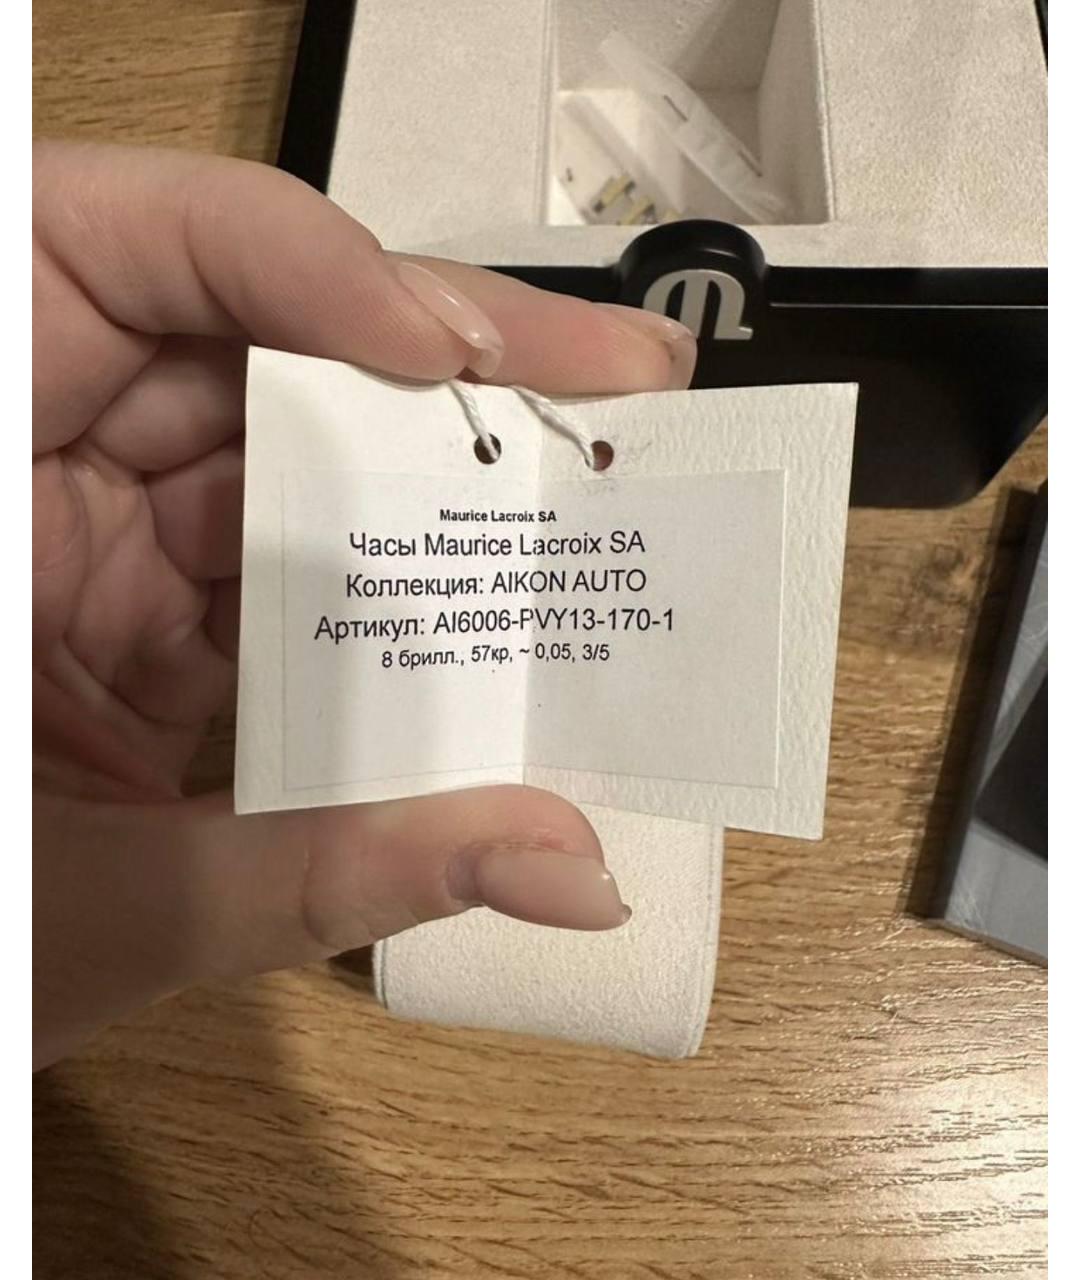 Maurice Lacroix SA
Часы Maurice Lacroix SA
Коллекция: AIKON AUTO
Артикул: AI6006-PVY13-170-1
8 брилл., 57кр, ~ 0,05, 3/5